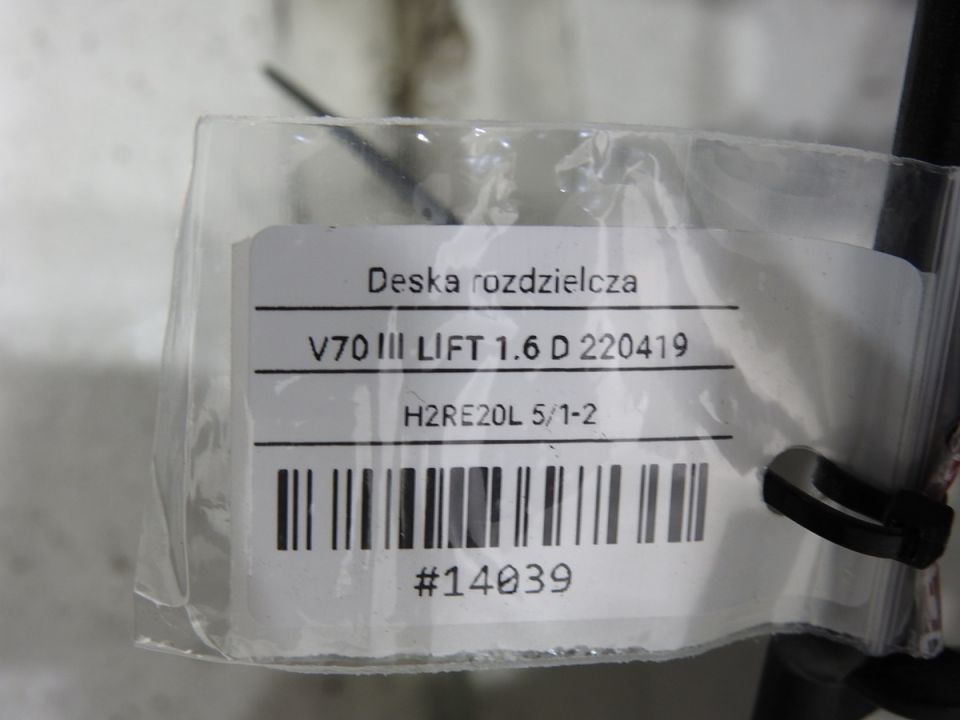 Deska rozdzielcza
V70 III LIFT 1.6 D 220419
H2RE20L 5/1-2
#14039